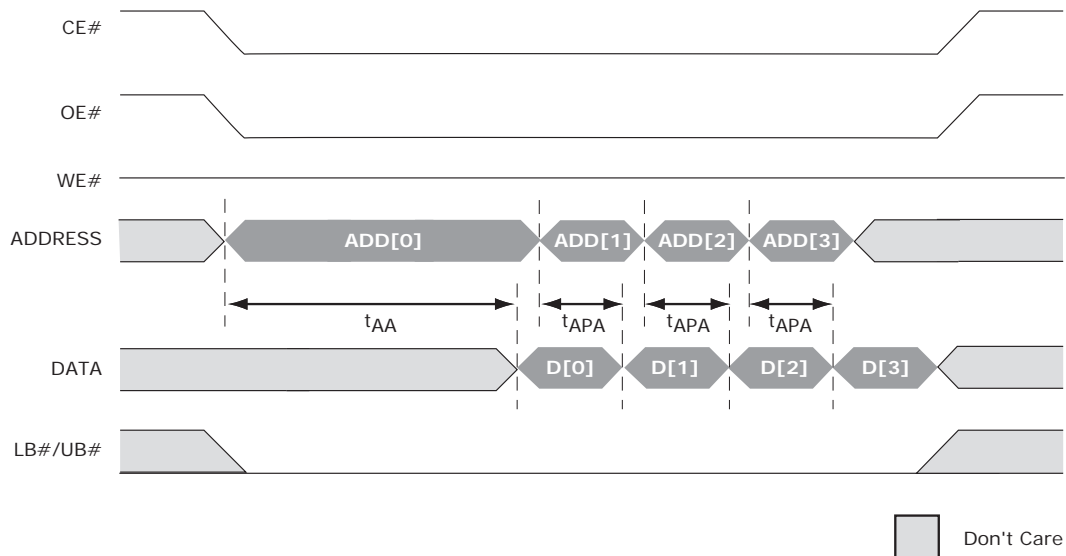 CE#
OE#
WE#
ADDRESS ADD[0] ADD[1] ADD[2] ADD[3]
tAA tAPA tAPA tAPA
DATA D[0] D[1] D[2] D[3]
LB#/UB#
Don't Care